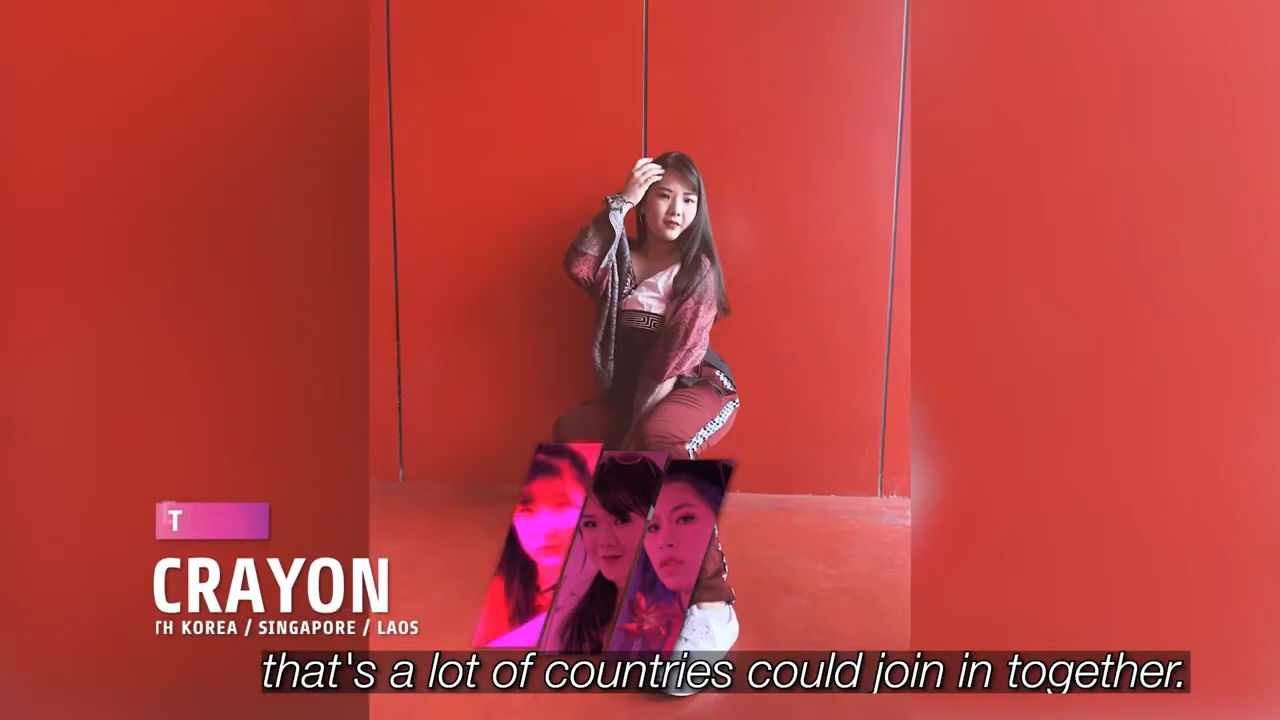 T
CRAYON
TH KOREA / SINGAPORE / LAOS
that's a lot of countries could join in together.